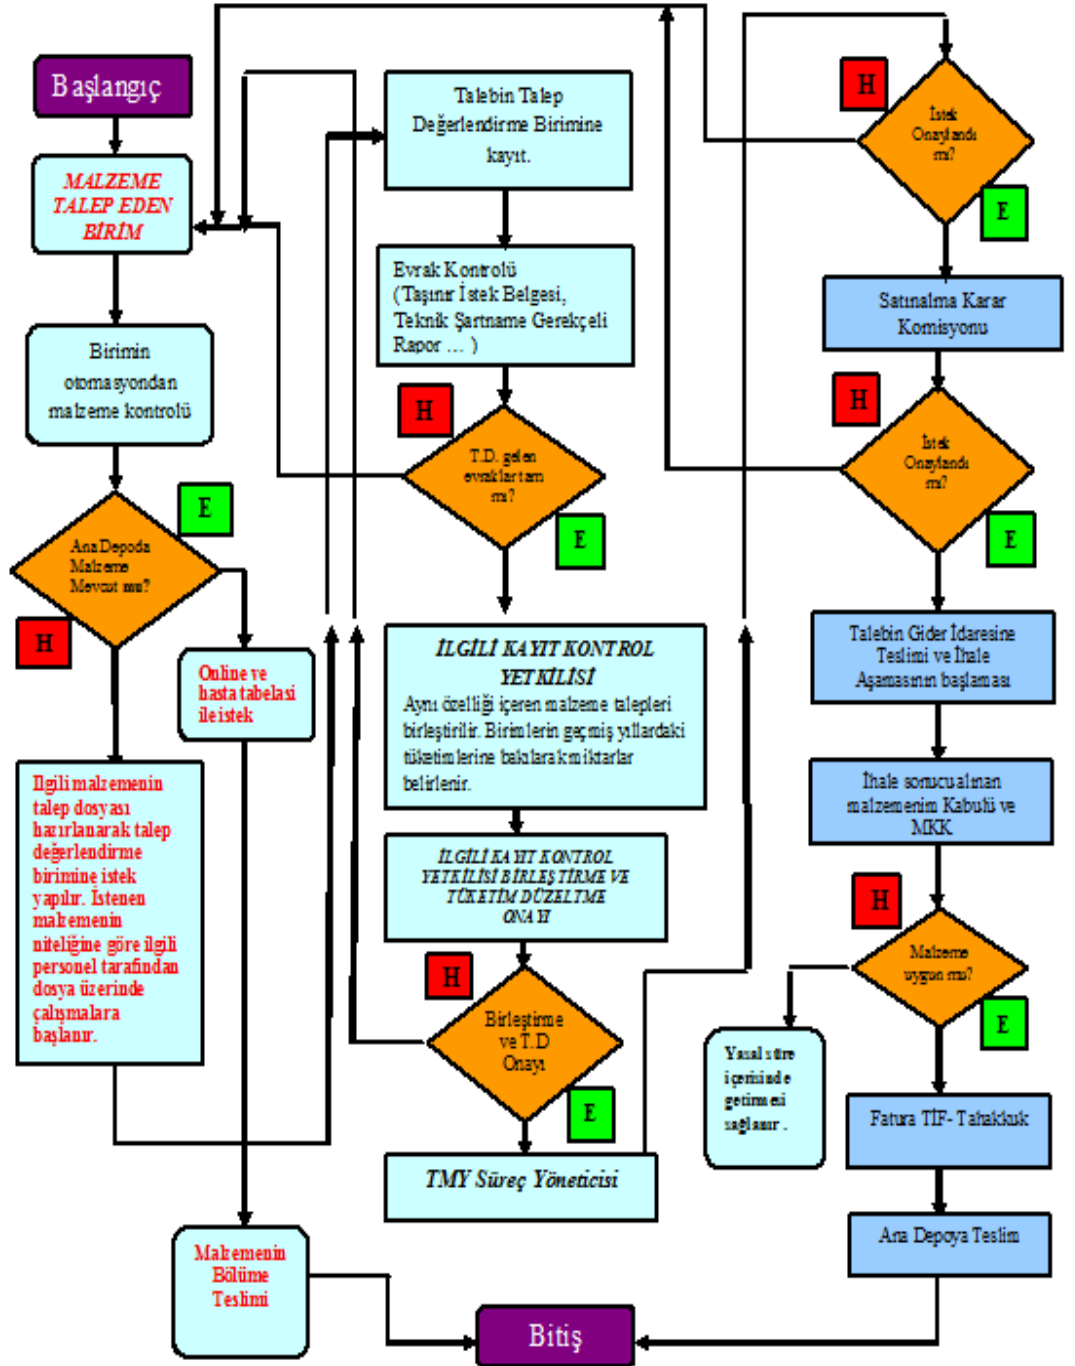 Başlangıç
MALZEME
TALEP EDEN
BİRİM
Birimin
otomasyondan
malzeme kontrolü
E
Ana Depoda
Malzeme
Mevcut mu?
H
Online ve
hasta tabelasi
ile istek
İlgili malzemenin
talep dosyası
hazırlanarak talep
değerlendirme
birimine istek
yapılır. İstenen
malzemenin
niteliğine göre ilgili
personel tarafından
dosya üzerinde
çalışmalara
başlanır.
Malzemenin
Bölüme
Teslimi
Talebin Talep
Değerlendirme Birimine
kayıt.
Evrak Kontrolü
(Taşınır İstek Belgesi,
Teknik Şartname Gerekçeli
Rapor ... )
H
T.D. gelen
evraklar tam
mı?
E
İLGİLİ KAYIT KONTROL
YETKİLİSİ
Aynı özelliği içeren malzeme talepleri
birleştirilir. Birimlerin geçmiş yıllardaki
tüketimlerine bakılarak miktarlar
belirlenir.
İLGİLİ KAYIT KONTROL
YETKİLİSİ BİRLEŞTİRME VE
TÜKETİM DÜZELTME
ONAYI
H
Birleştirme
ve T.D
Onayı
E
TMY Süreç Yöneticisi
H
İstek
Onaylandı
mı?
E
Satınalma Karar
Komisyonu
H
İstek
Onaylandı
mı?
E
Talebin Gider İdaresine
Teslimi ve İhale
Aşamasının başlaması
İhale sonucu alınan
malzemenim Kabulü ve
MKK
H
Malzeme
uygun mu?
E
Yasal süre
içerisinde
getirmesi
sağlanır .
Fatura TİF- Tahakkuk
Ana Depoya Teslim
Bitiş